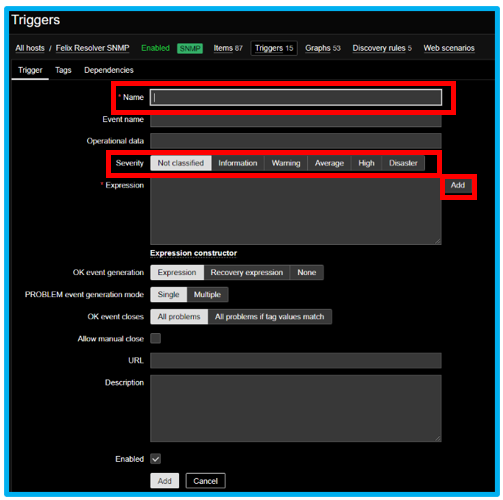 Triggers
All hosts / Felix Resolver SNMP Enabled SNMP Items 87 Triggers 15 Graphs 53 Discovery rules 5 Web scenarios
Trigger Tags Dependencies
* Name
Event name
Operational data
Severity Not classified Information Warning Average High Disaster
* Expression Add
Expression constructor
OK event generation Expression Recovery expression None
PROBLEM event generation mode Single Multiple
OK event closes All problems All problems if tag values match
Allow manual close
URL
Description
Enabled
Add Cancel